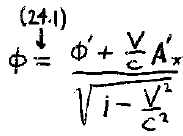 (24.1)
↓
φ = (φ' + V/c A'ₓ) / √(1 - V²/c²)